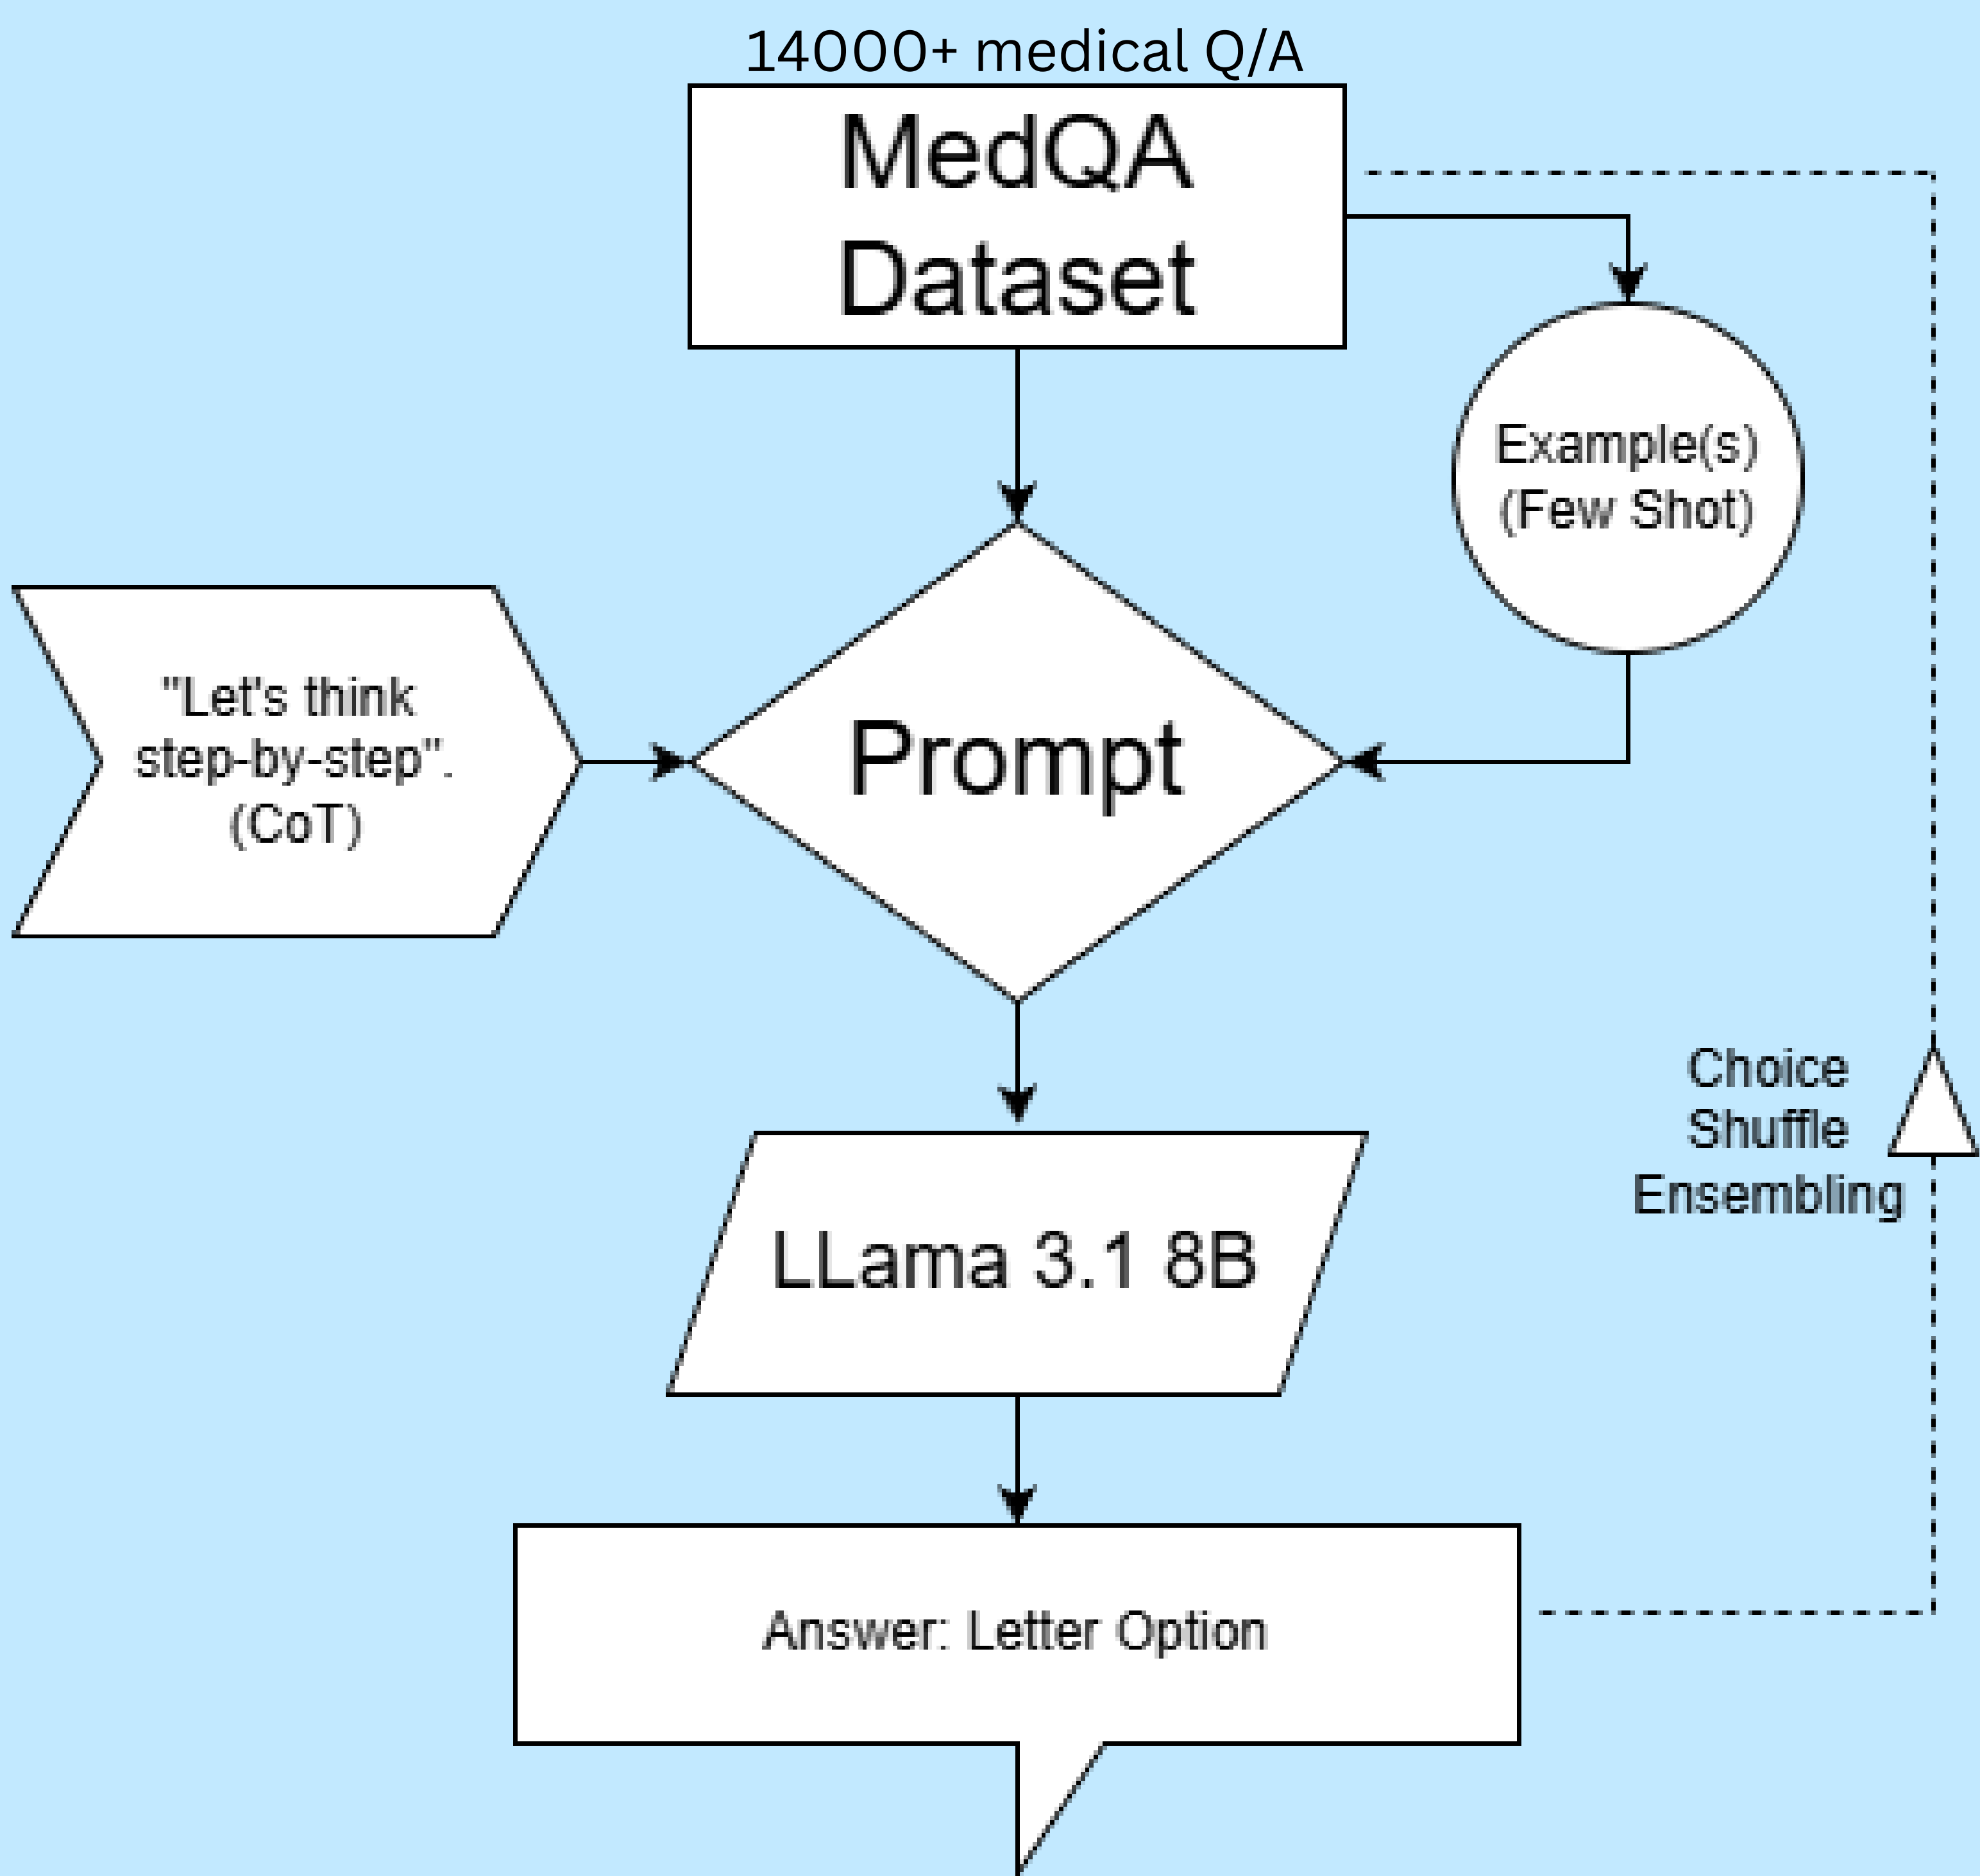 14000+ medical Q/A
MedQA
Dataset
Example(s)
(Few Shot)
"Let's think
step-by-step".
(CoT)
Prompt
Choice
Shuffle
Ensembling
LLama 3.1 8B
Answer: Letter Option